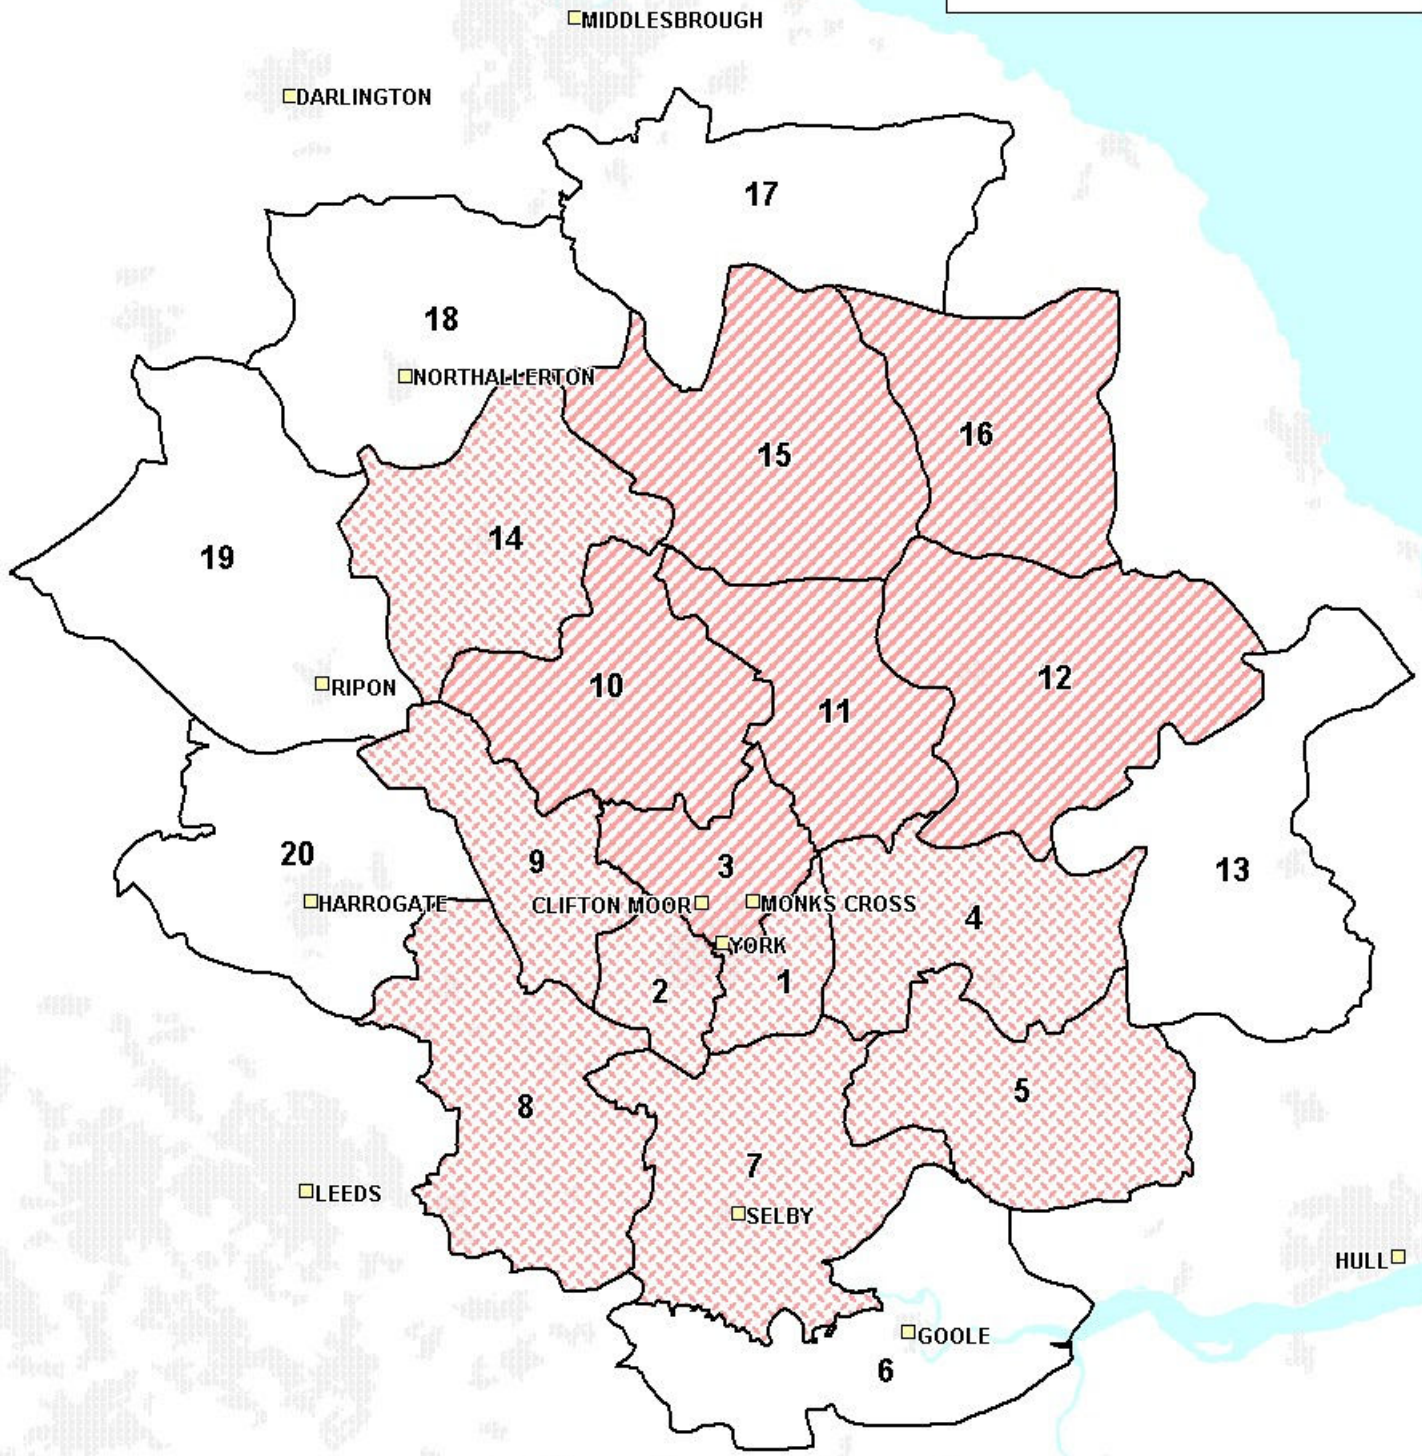 MIDDLESBROUGH
DARLINGTON
17
18
NORTHALLERTON
16
15
14
19
12
10
RIPON
11
20
9
3
13
HARROGATE
CLIFTON MOOR
MONKS CROSS
4
YORK
1
2
5
8
7
LEEDS
SELBY
HULL
GOOLE
6